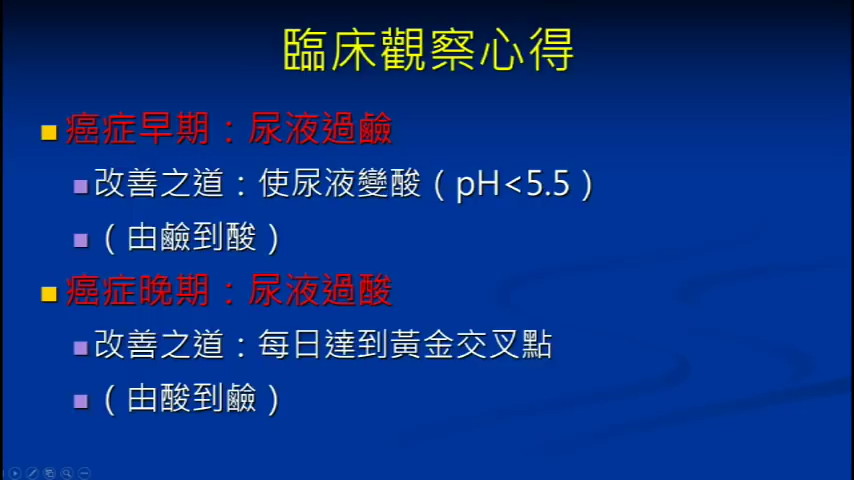 臨床觀察心得
癌症早期：尿液過鹼
改善之道：使尿液變酸（pH<5.5）
（由鹼到酸）
癌症晚期：尿液過酸
改善之道：每日達到黃金交叉點
（由酸到鹼）